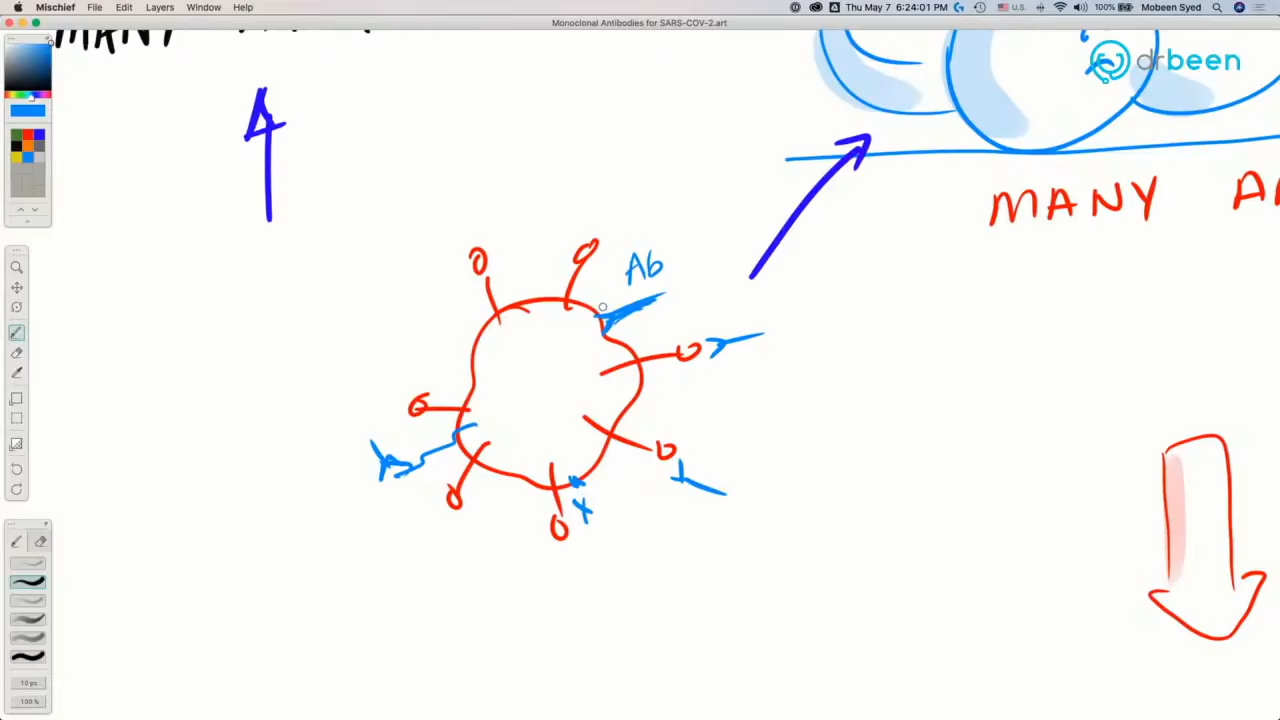 Mischief File Edit Layers Window Help U.S. 100% Thu May 7 6:24:01 PM Mobeen Syed
Monoclonal Antibodies for SARS-COV-2.art
MANY
drbeen
MANY
Ab
10 px
100 %